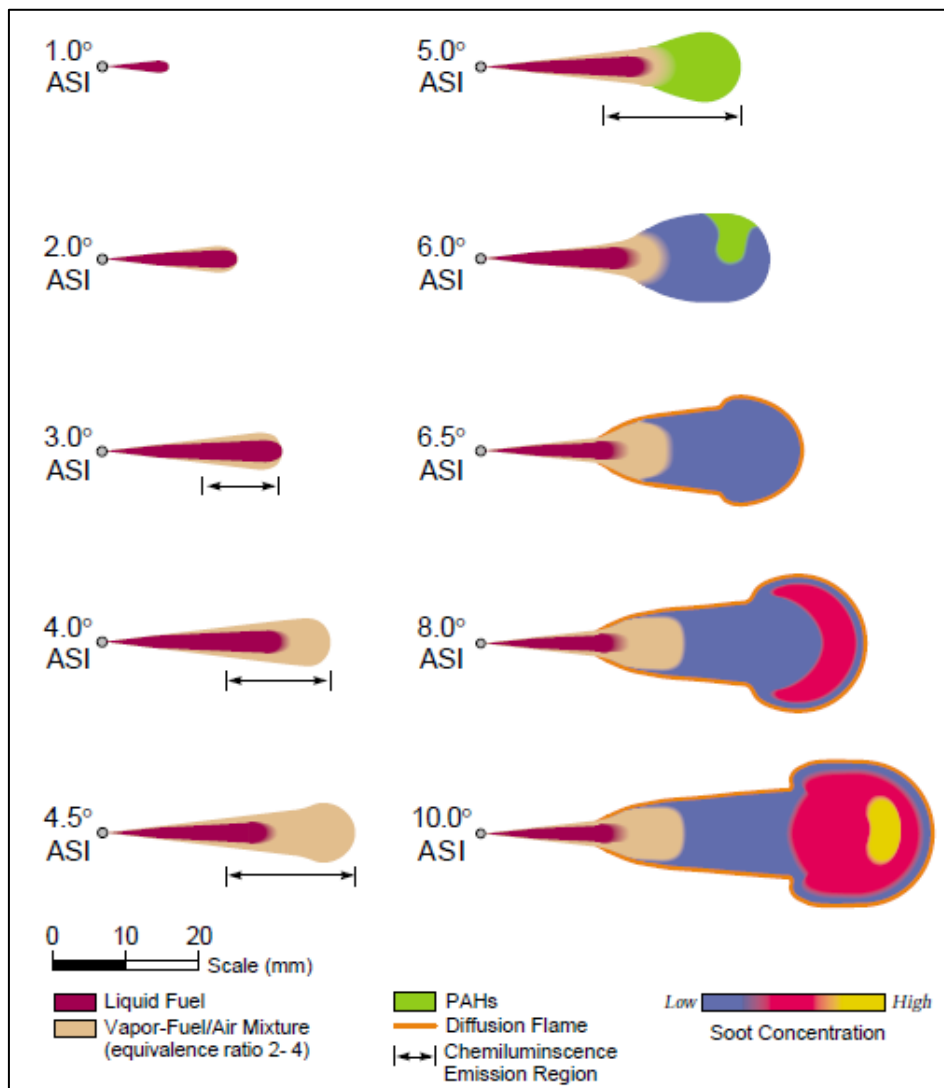 1.0°
ASI
2.0°
ASI
3.0°
ASI
4.0°
ASI
4.5°
ASI
5.0°
ASI
6.0°
ASI
6.5°
ASI
8.0°
ASI
10.0°
ASI
0 10 20
Scale (mm)
Liquid Fuel
Vapor-Fuel/Air Mixture
(equivalence ratio 2- 4)
PAHs
Diffusion Flame
Chemiluminscence
Emission Region
Low High
Soot Concentration